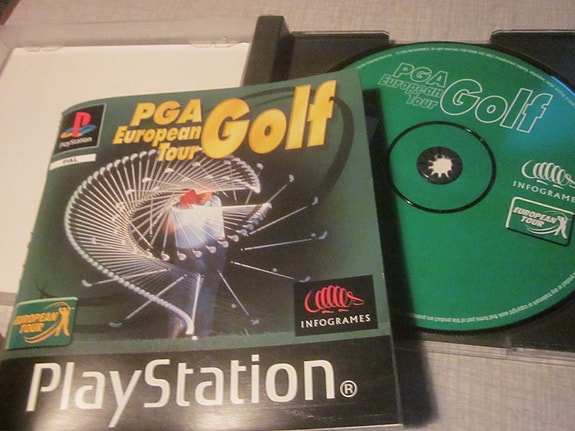 PGA
European
Tour
Golf
PlayStation
PAL
EUROPEAN
TOUR
INFOGRAMES
PlayStation®
PGA
European
Tour
Golf
INFOGRAMES
EUROPEAN
TOUR